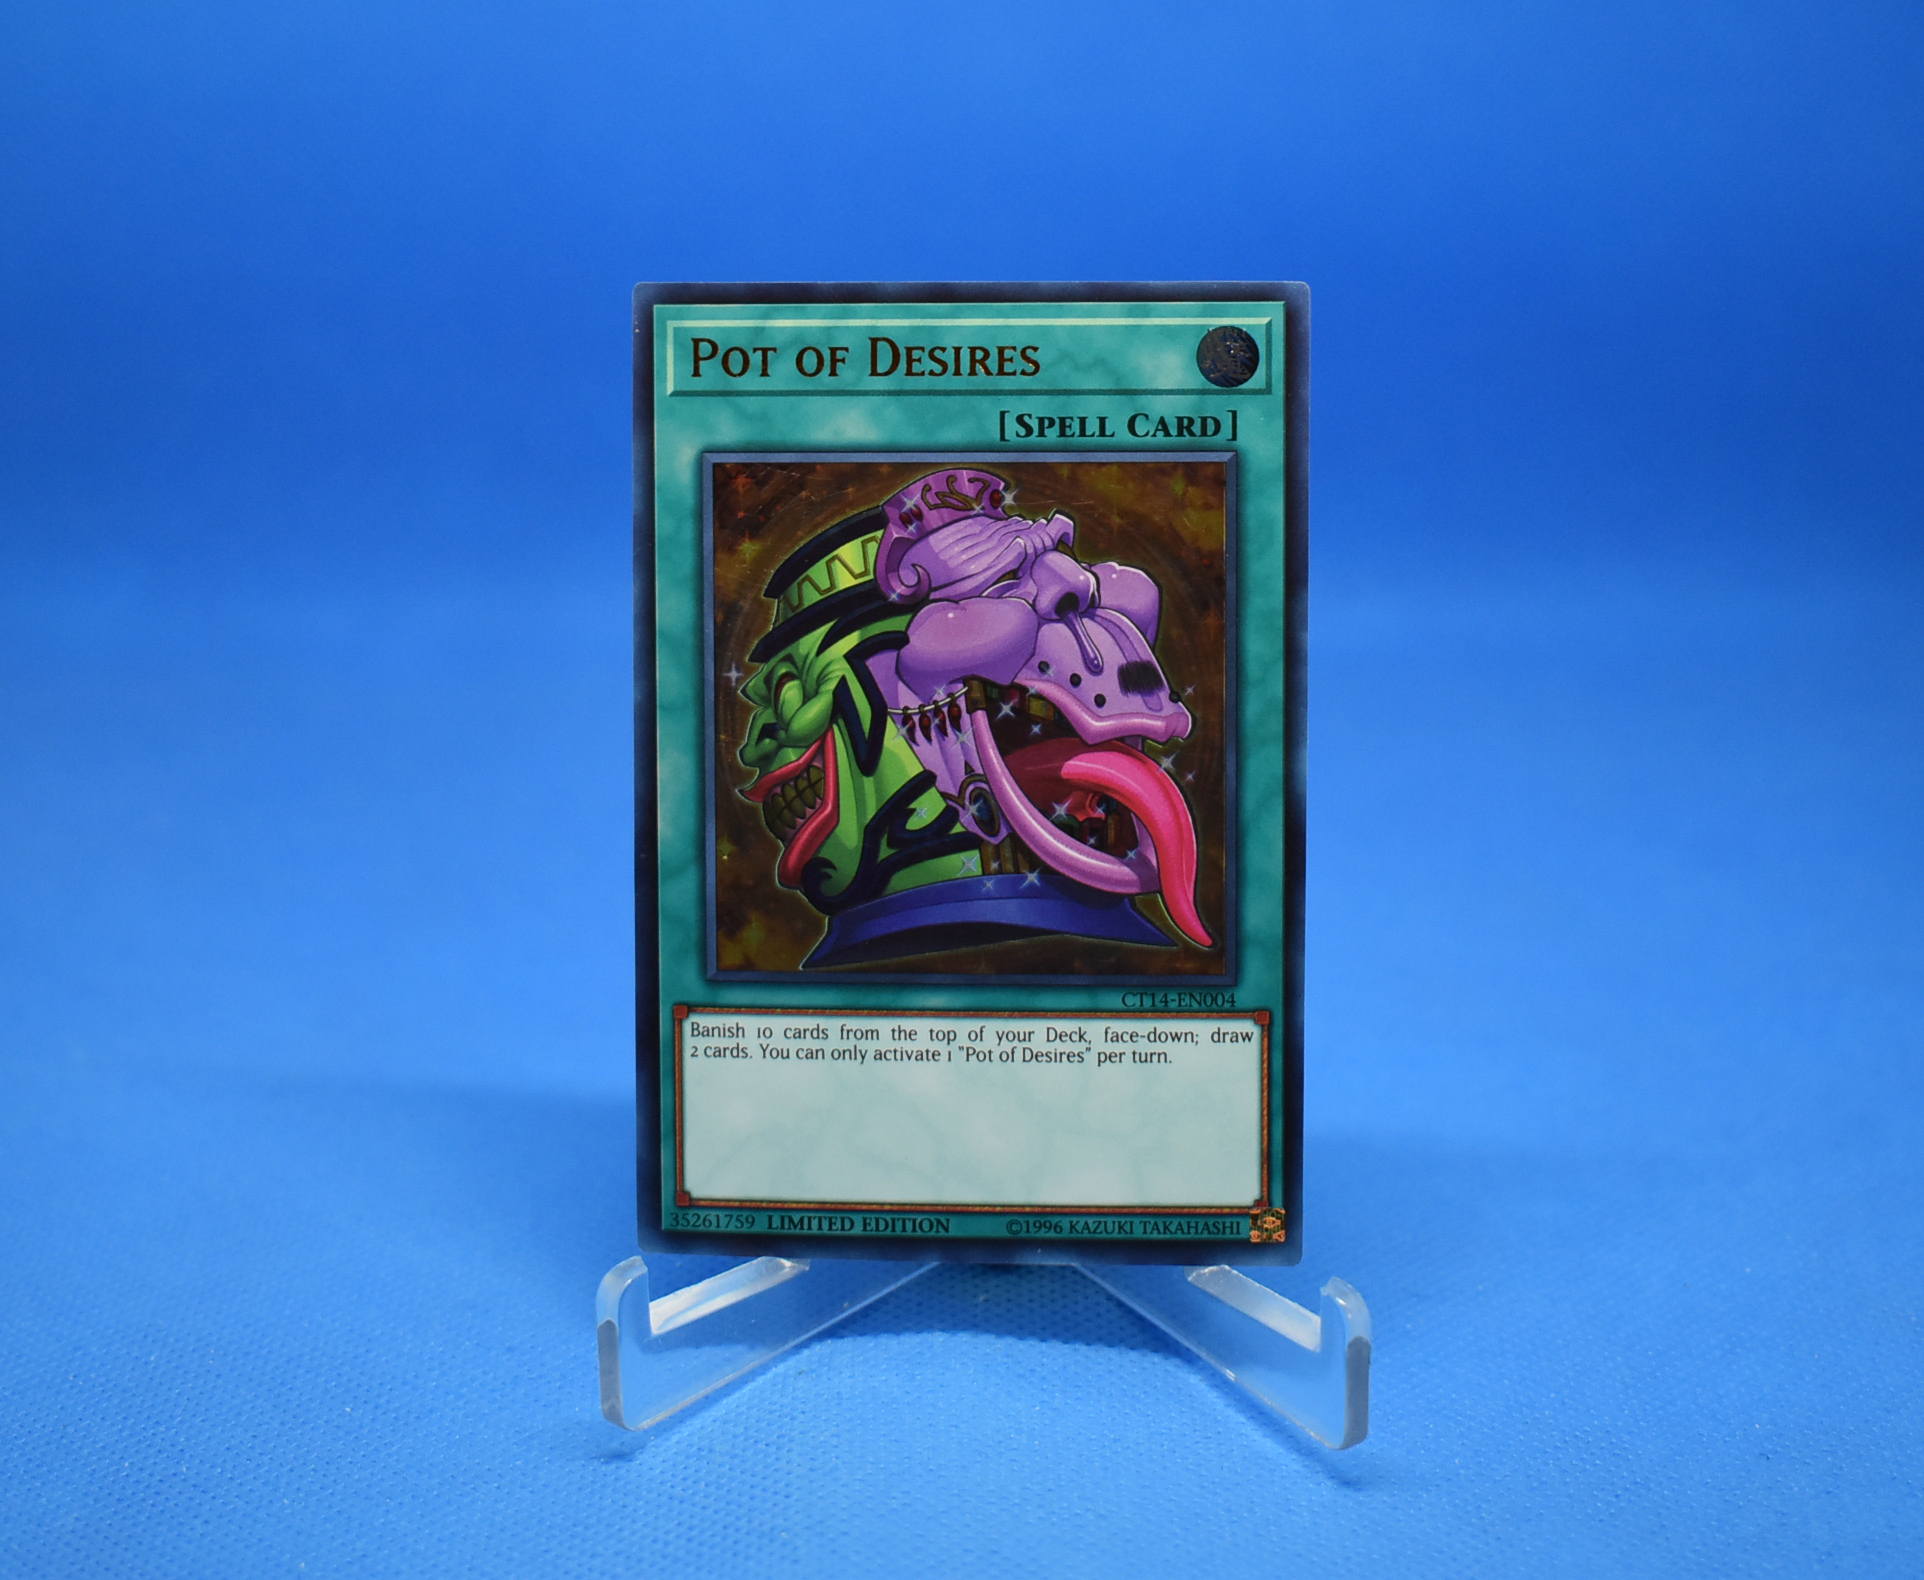 POT OF DESIRES
[SPELL CARD]
CT14-EN004
Banish 10 cards from the top of your Deck, face-down; draw
2 cards. You can only activate 1 "Pot of Desires" per turn.
35261759 LIMITED EDITION ©1996 KAZUKI TAKAHASHI